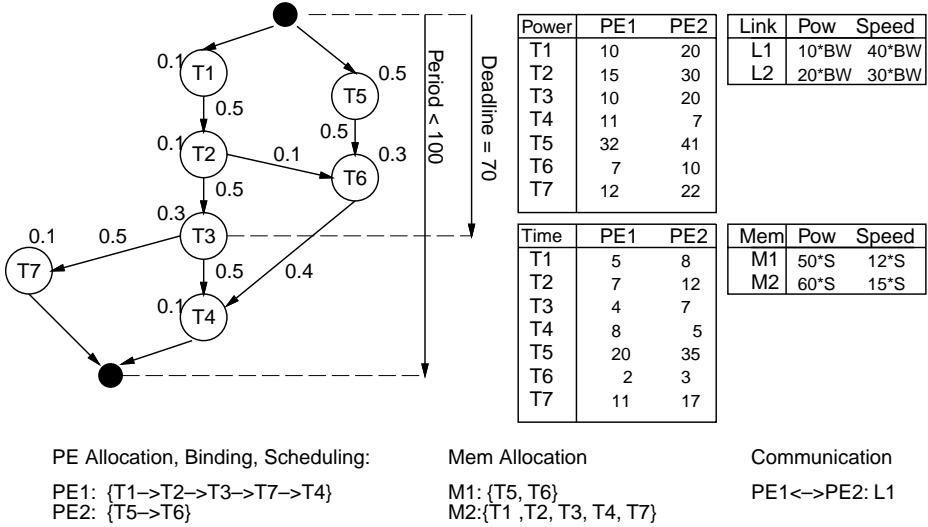 0.1
T1
0.5
T5
0.5
0.5
0.1
T2
0.1
0.3
T6
0.5
0.3
T3
0.1
0.5
T7
0.5
0.4
0.1
T4
Period < 100
Deadline = 70
Power PE1 PE2
T1 10 20
T2 15 30
T3 10 20
T4 11 7
T5 32 41
T6 7 10
T7 12 22
Link Pow Speed
L1 10*BW 40*BW
L2 20*BW 30*BW
Time PE1 PE2
T1 5 8
T2 7 12
T3 4 7
T4 8 5
T5 20 35
T6 2 3
T7 11 17
Mem Pow Speed
M1 50*S 12*S
M2 60*S 15*S
PE Allocation, Binding, Scheduling:
PE1: {T1–>T2–>T3–>T7–>T4}
PE2: {T5–>T6}
Mem Allocation
M1: {T5, T6}
M2:{T1 ,T2, T3, T4, T7}
Communication
PE1<–>PE2: L1